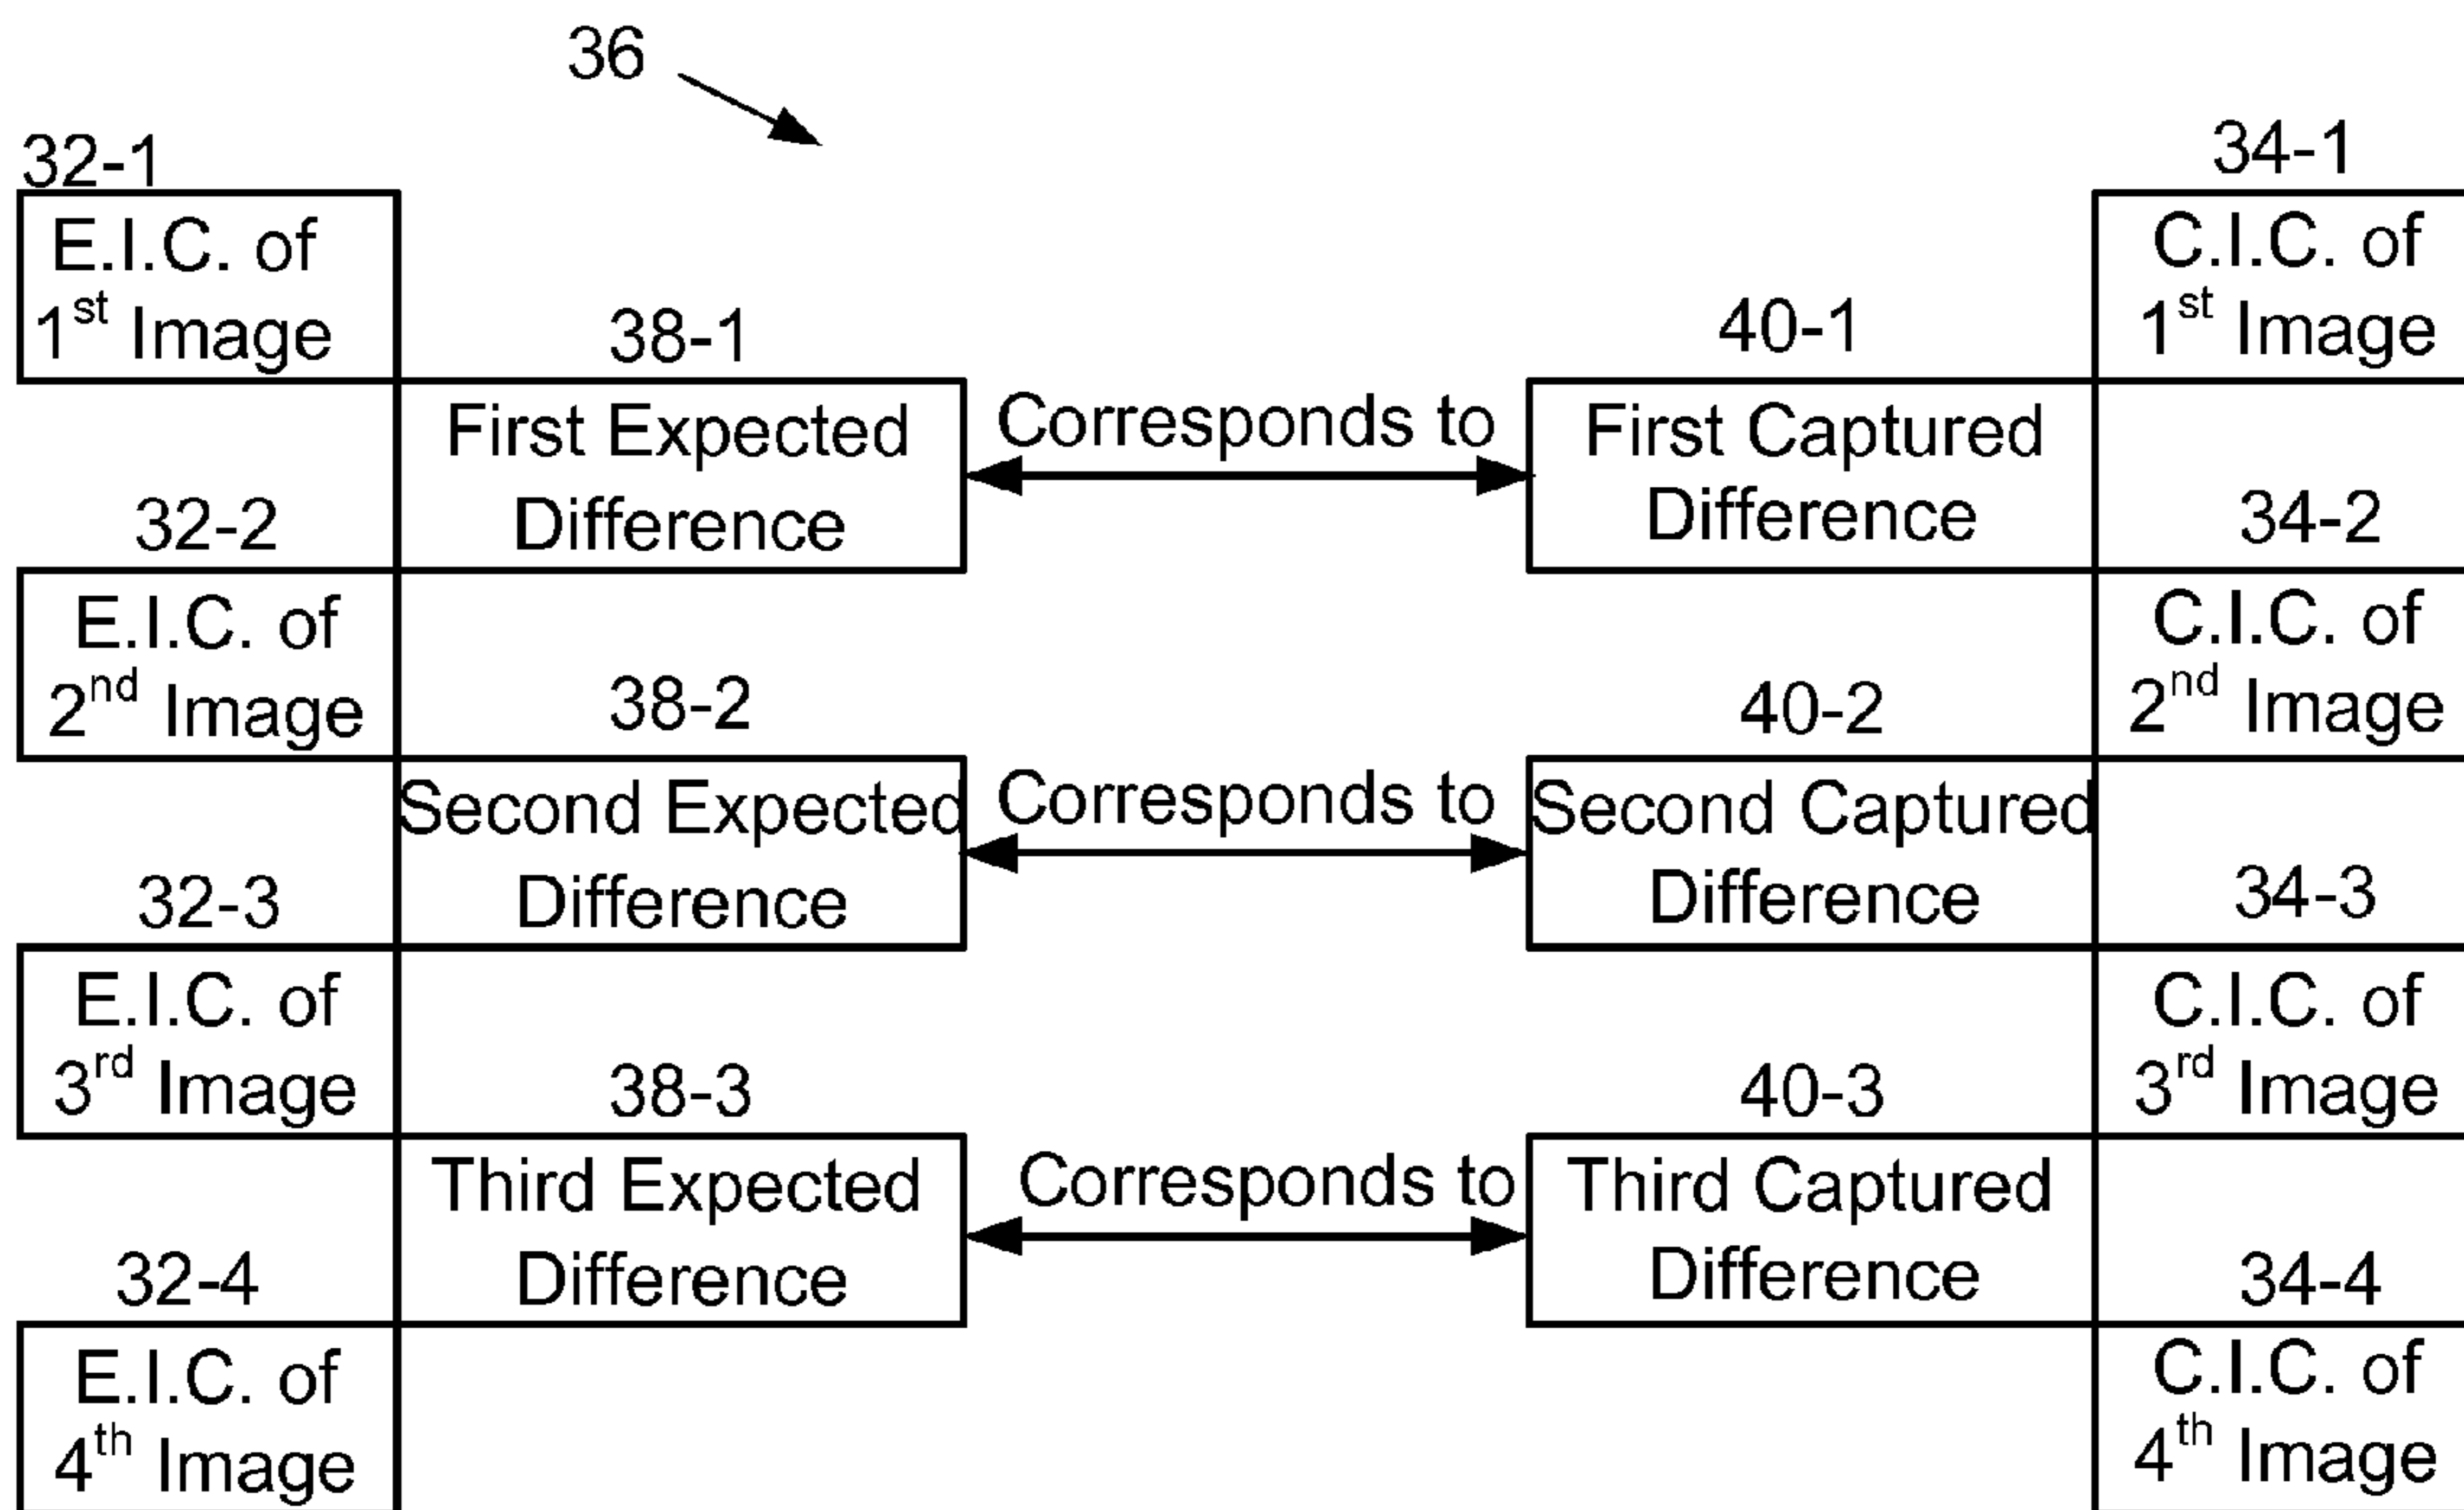 36
32-1
34-1
E.I.C. of
1st Image
C.I.C. of
1st Image
38-1
40-1
First Expected
Difference
Corresponds to
First Captured
Difference
32-2
34-2
E.I.C. of
2nd Image
C.I.C. of
2nd Image
38-2
40-2
Second Expected
Difference
Corresponds to
Second Captured
Difference
32-3
34-3
E.I.C. of
3rd Image
C.I.C. of
3rd Image
38-3
40-3
Third Expected
Difference
Corresponds to
Third Captured
Difference
32-4
34-4
E.I.C. of
4th Image
C.I.C. of
4th Image